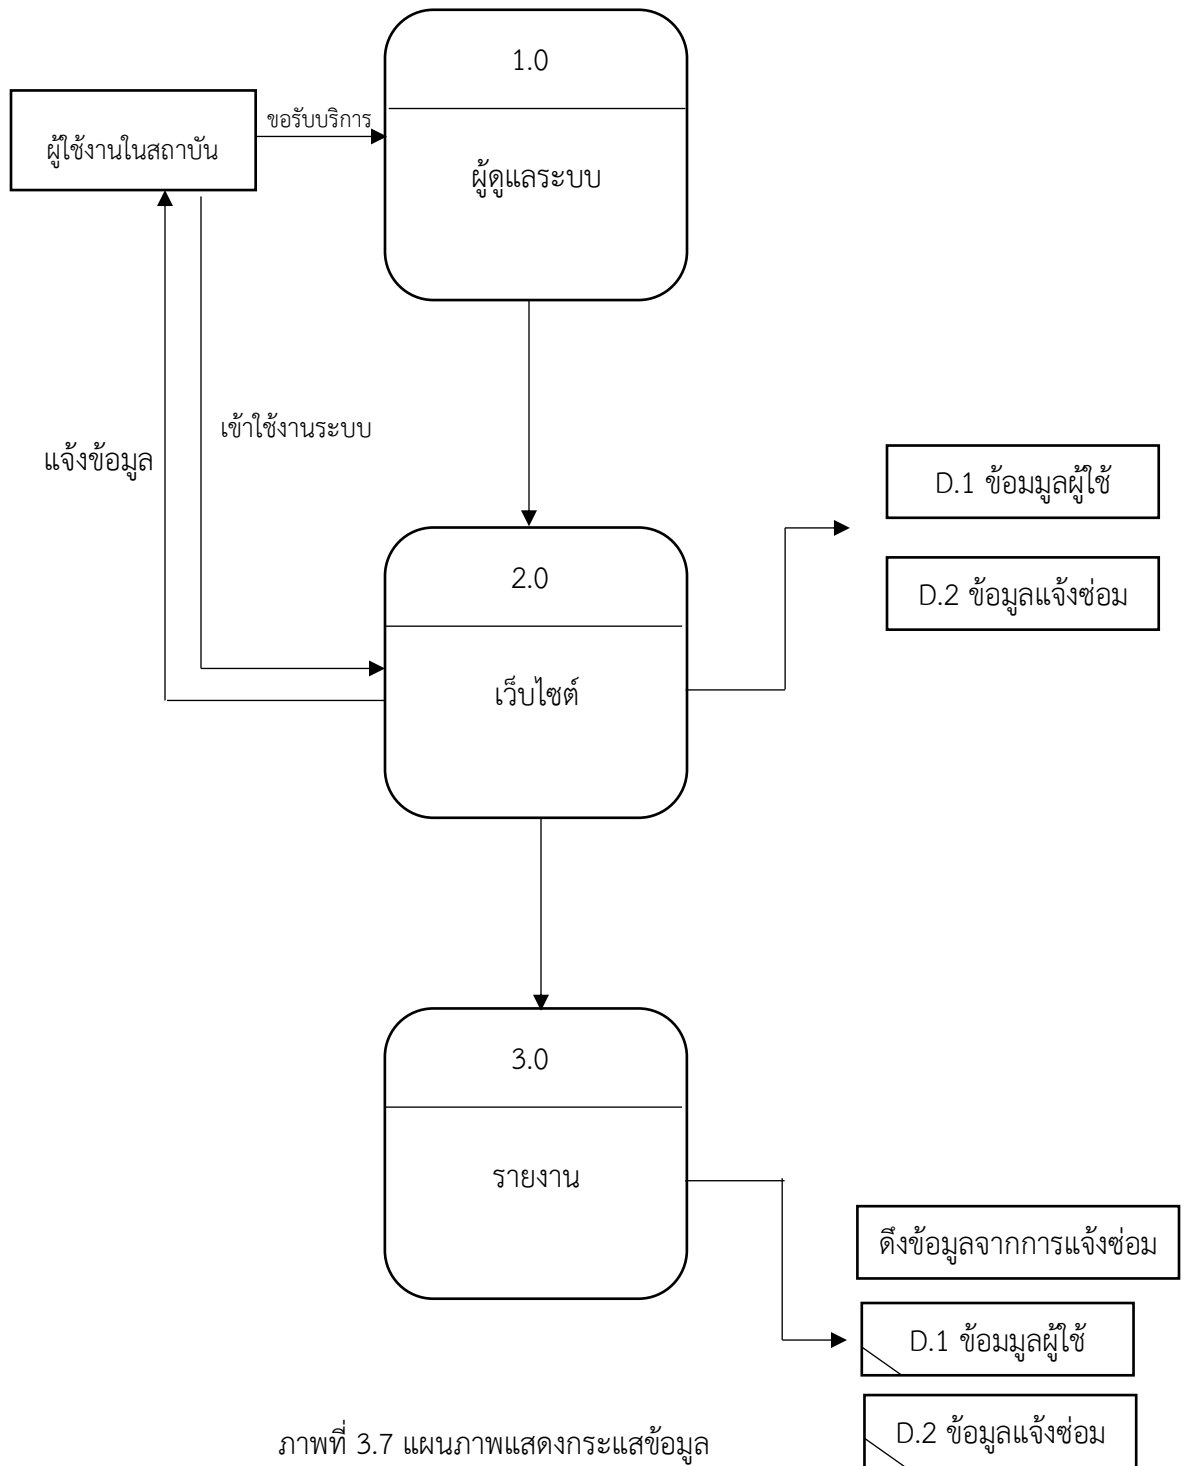 1.0
ผู้ใช้งานในสถาบัน
ขอรับบริการ
ผู้ดูแลระบบ
เข้าใช้งานระบบ
แจ้งข้อมูล
D.1 ข้อมมูลผู้ใช้
2.0
D.2 ข้อมูลแจ้งซ่อม
เว็บไซต์
3.0
รายงาน
ดึงข้อมูลจากการแจ้งซ่อม
D.1 ข้อมมูลผู้ใช้
D.2 ข้อมูลแจ้งซ่อม
ภาพที่ 3.7 แผนภาพแสดงกระแสข้อมูล